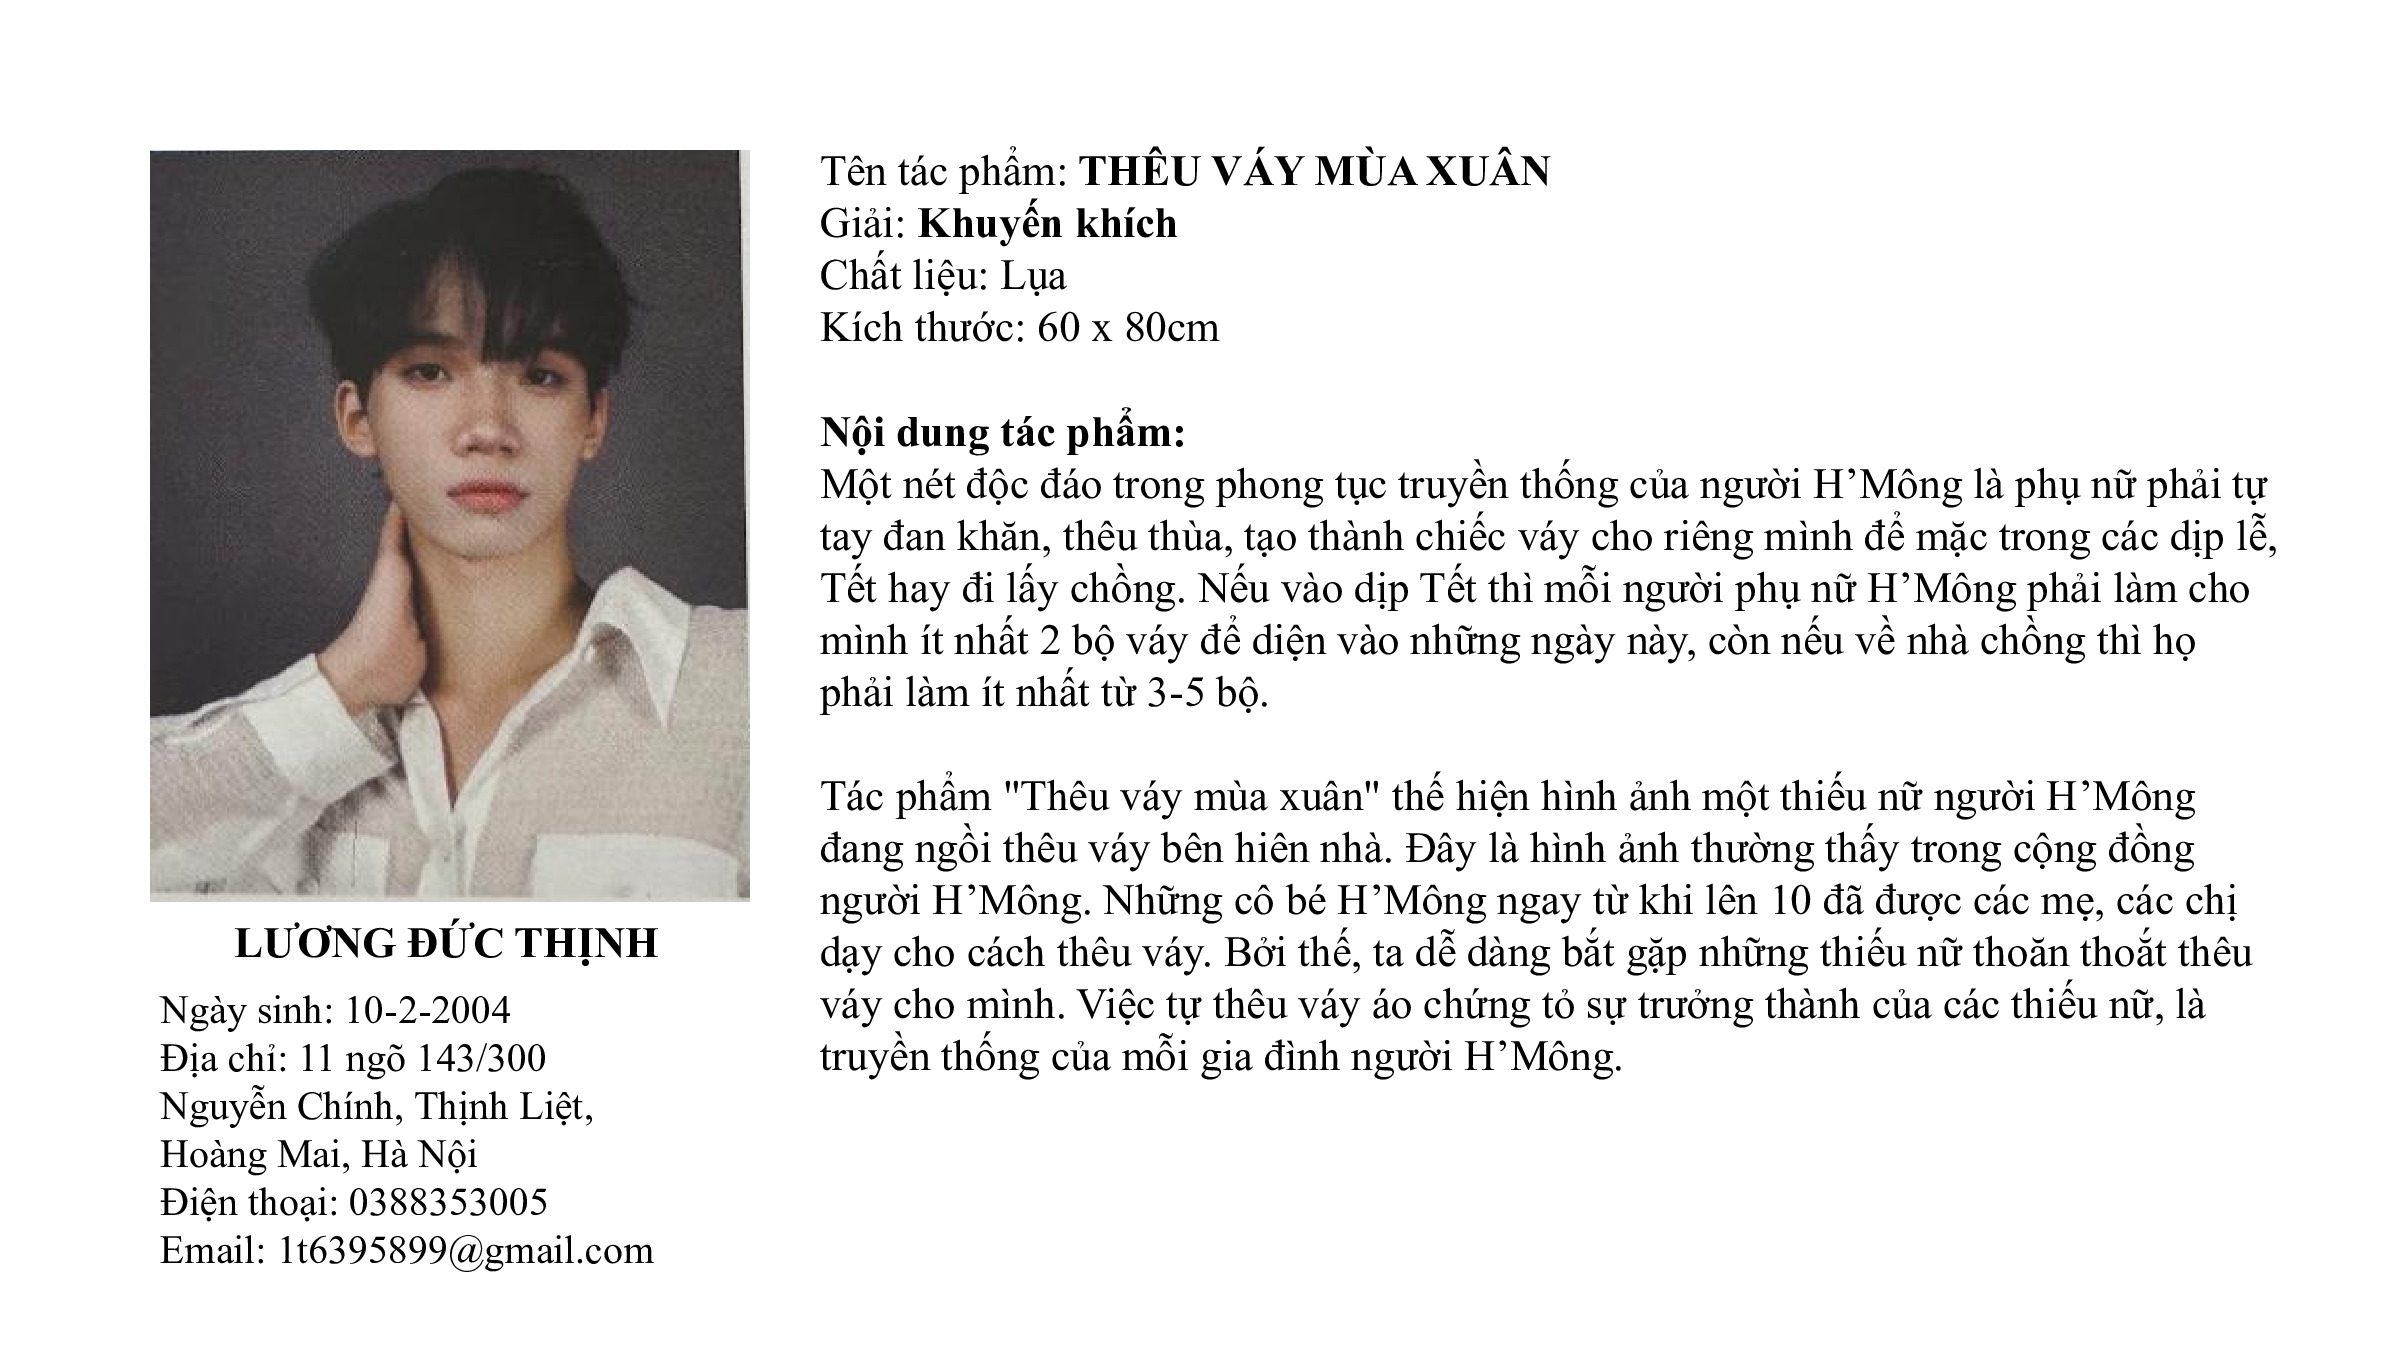 LƯƠNG ĐỨC THỊNH
Ngày sinh: 10-2-2004
Địa chỉ: 11 ngõ 143/300
Nguyễn Chính, Thịnh Liệt,
Hoàng Mai, Hà Nội
Điện thoại: 0388353005
Email: 1t6395899@gmail.com
Tên tác phẩm: THÊU VÁY MÙA XUÂN
Giải: Khuyến khích
Chất liệu: Lụa
Kích thước: 60 x 80cm
Nội dung tác phẩm:
Một nét độc đáo trong phong tục truyền thống của người H’Mông là phụ nữ phải tự
tay đan khăn, thêu thùa, tạo thành chiếc váy cho riêng mình để mặc trong các dịp lễ,
Tết hay đi lấy chồng. Nếu vào dịp Tết thì mỗi người phụ nữ H’Mông phải làm cho
mình ít nhất 2 bộ váy để diện vào những ngày này, còn nếu về nhà chồng thì họ
phải làm ít nhất từ 3-5 bộ.
Tác phẩm "Thêu váy mùa xuân" thế hiện hình ảnh một thiếu nữ người H’Mông
đang ngồi thêu váy bên hiên nhà. Đây là hình ảnh thường thấy trong cộng đồng
người H’Mông. Những cô bé H’Mông ngay từ khi lên 10 đã được các mẹ, các chị
dạy cho cách thêu váy. Bởi thế, ta dễ dàng bắt gặp những thiếu nữ thoăn thoắt thêu
váy cho mình. Việc tự thêu váy áo chứng tỏ sự trưởng thành của các thiếu nữ, là
truyền thống của mỗi gia đình người H’Mông.